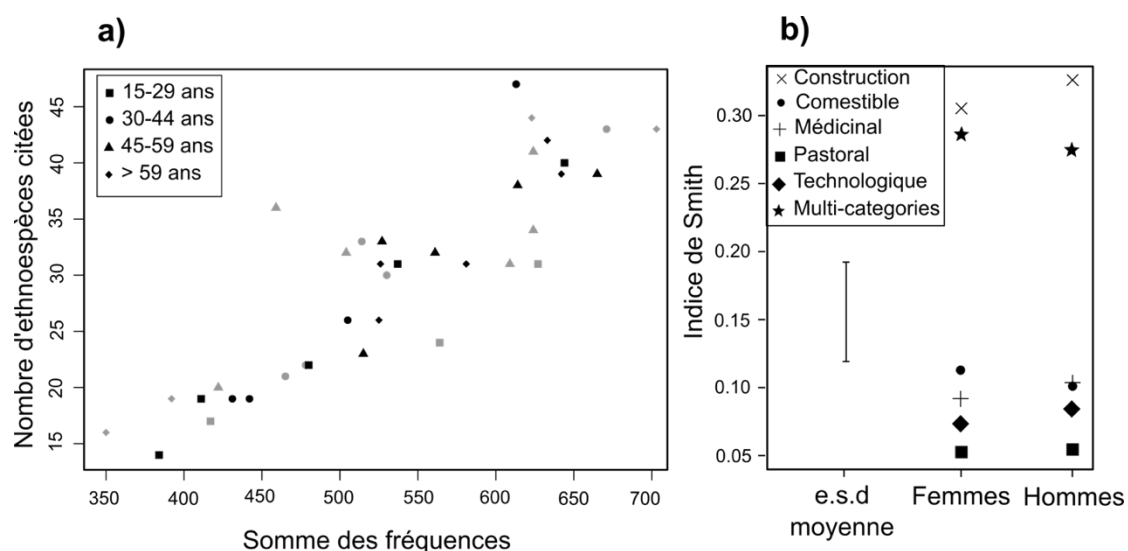 a)
15-29 ans
30-44 ans
45-59 ans
> 59 ans
Nombre d'ethnoespèces citées
45
40
35
30
25
20
15
350 400 450 500 550 600 650 700
Somme des fréquences
b)
Construction
Comestible
Médicinal
Pastoral
Technologique
Multi-categories
Indice de Smith
0.30
0.25
0.20
0.15
0.10
0.05
e.s.d Femmes Hommes
moyenne